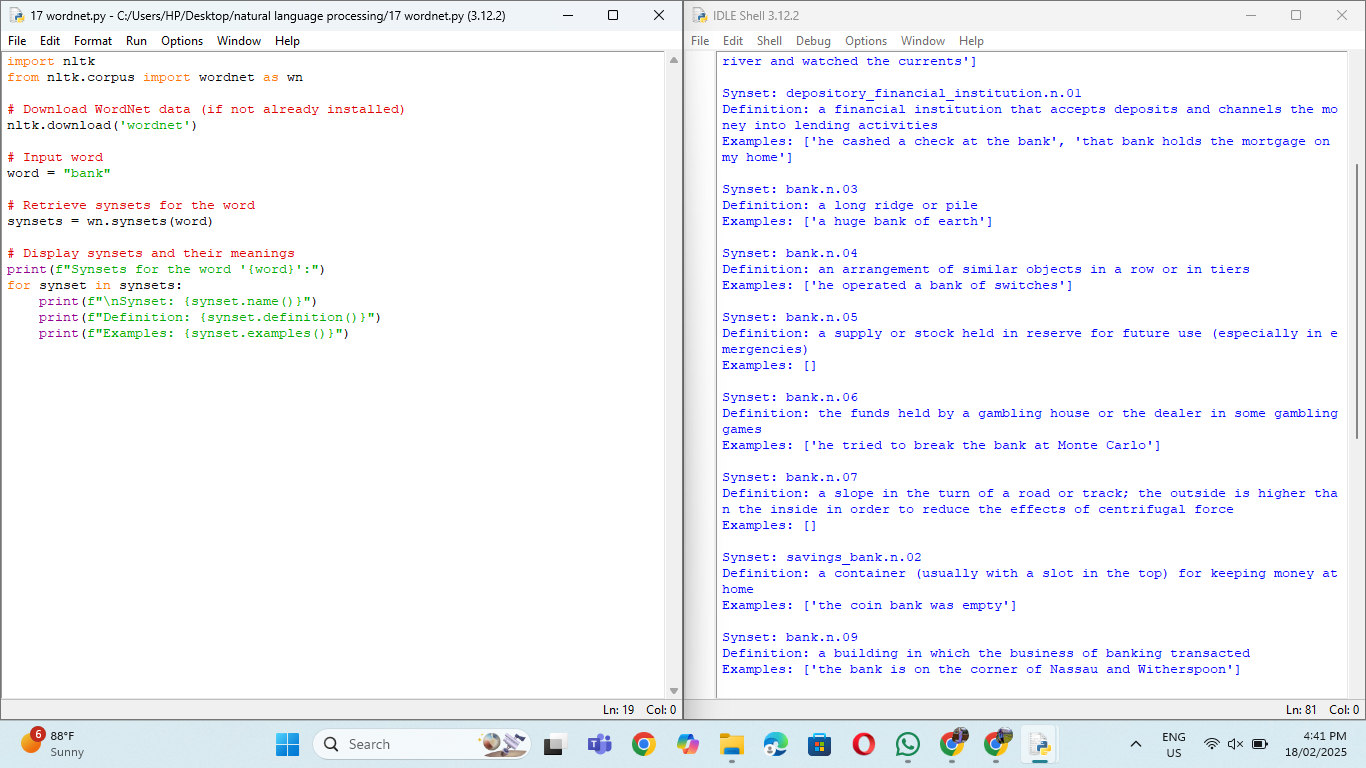 17 wordnet.py - C:/Users/HP/Desktop/natural language processing/17 wordnet.py (3.12.2)
File Edit Format Run Options Window Help
import nltk
from nltk.corpus import wordnet as wn

# Download WordNet data (if not already installed)
nltk.download('wordnet')

# Input word
word = "bank"

# Retrieve synsets for the word
synsets = wn.synsets(word)

# Display synsets and their meanings
print(f"Synsets for the word '{word}':")
for synset in synsets:
    print(f"\nSynset: {synset.name()}")
    print(f"Definition: {synset.definition()}")
    print(f"Examples: {synset.examples()}")
Ln: 19 Col: 0
IDLE Shell 3.12.2
File Edit Shell Debug Options Window Help
river and watched the currents']

Synset: depository_financial_institution.n.01
Definition: a financial institution that accepts deposits and channels the mo
ney into lending activities
Examples: ['he cashed a check at the bank', 'that bank holds the mortgage on
my home']

Synset: bank.n.03
Definition: a long ridge or pile
Examples: ['a huge bank of earth']

Synset: bank.n.04
Definition: an arrangement of similar objects in a row or in tiers
Examples: ['he operated a bank of switches']

Synset: bank.n.05
Definition: a supply or stock held in reserve for future use (especially in e
mergencies)
Examples: []

Synset: bank.n.06
Definition: the funds held by a gambling house or the dealer in some gambling
games
Examples: ['he tried to break the bank at Monte Carlo']

Synset: bank.n.07
Definition: a slope in the turn of a road or track; the outside is higher tha
n the inside in order to reduce the effects of centrifugal force
Examples: []

Synset: savings_bank.n.02
Definition: a container (usually with a slot in the top) for keeping money at
home
Examples: ['the coin bank was empty']

Synset: bank.n.09
Definition: a building in which the business of banking transacted
Examples: ['the bank is on the corner of Nassau and Witherspoon']
Ln: 81 Col: 0
6
88°F
Sunny
Search
ENG
US
4:41 PM
18/02/2025